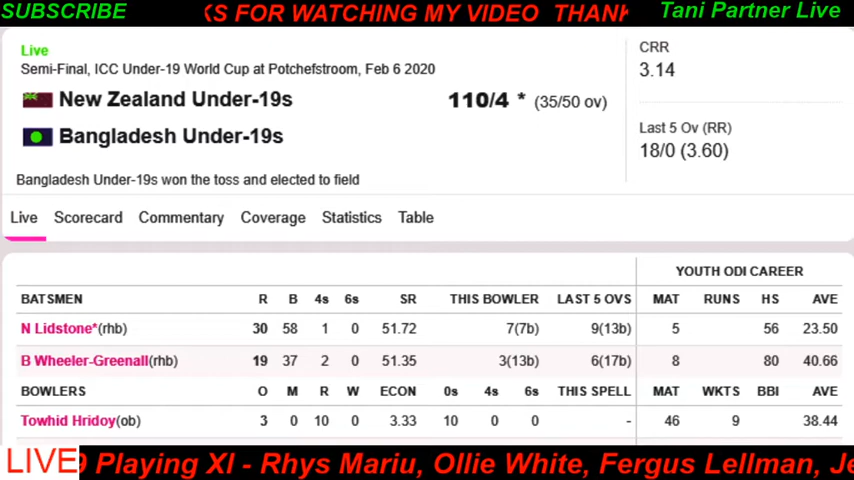 SUBSCRIBE
KS FOR WATCHING MY VIDEO THANK
Tani Partner Live
Live
Semi-Final, ICC Under-19 World Cup at Potchefstroom, Feb 6 2020
New Zealand Under-19s 110/4 * (35/50 ov)
Bangladesh Under-19s
Bangladesh Under-19s won the toss and elected to field
CRR
3.14
Last 5 Ov (RR)
18/0 (3.60)
Live Scorecard Commentary Coverage Statistics Table
YOUTH ODI CAREER
BATSMEN R B 4s 6s SR THIS BOWLER LAST 5 OVS MAT RUNS HS AVE
N Lidstone*(rhb) 30 58 1 0 51.72 7(7b) 9(13b) 5 56 23.50
B Wheeler-Greenall(rhb) 19 37 2 0 51.35 3(13b) 6(17b) 8 80 40.66
BOWLERS O M R W ECON 0s 4s 6s THIS SPELL MAT WKTS BBI AVE
Towhid Hridoy(ob) 3 0 10 0 3.33 10 0 0 - 46 9 38.44
LIVE 9 Playing XI - Rhys Mariu, Ollie White, Fergus Lellman, Je